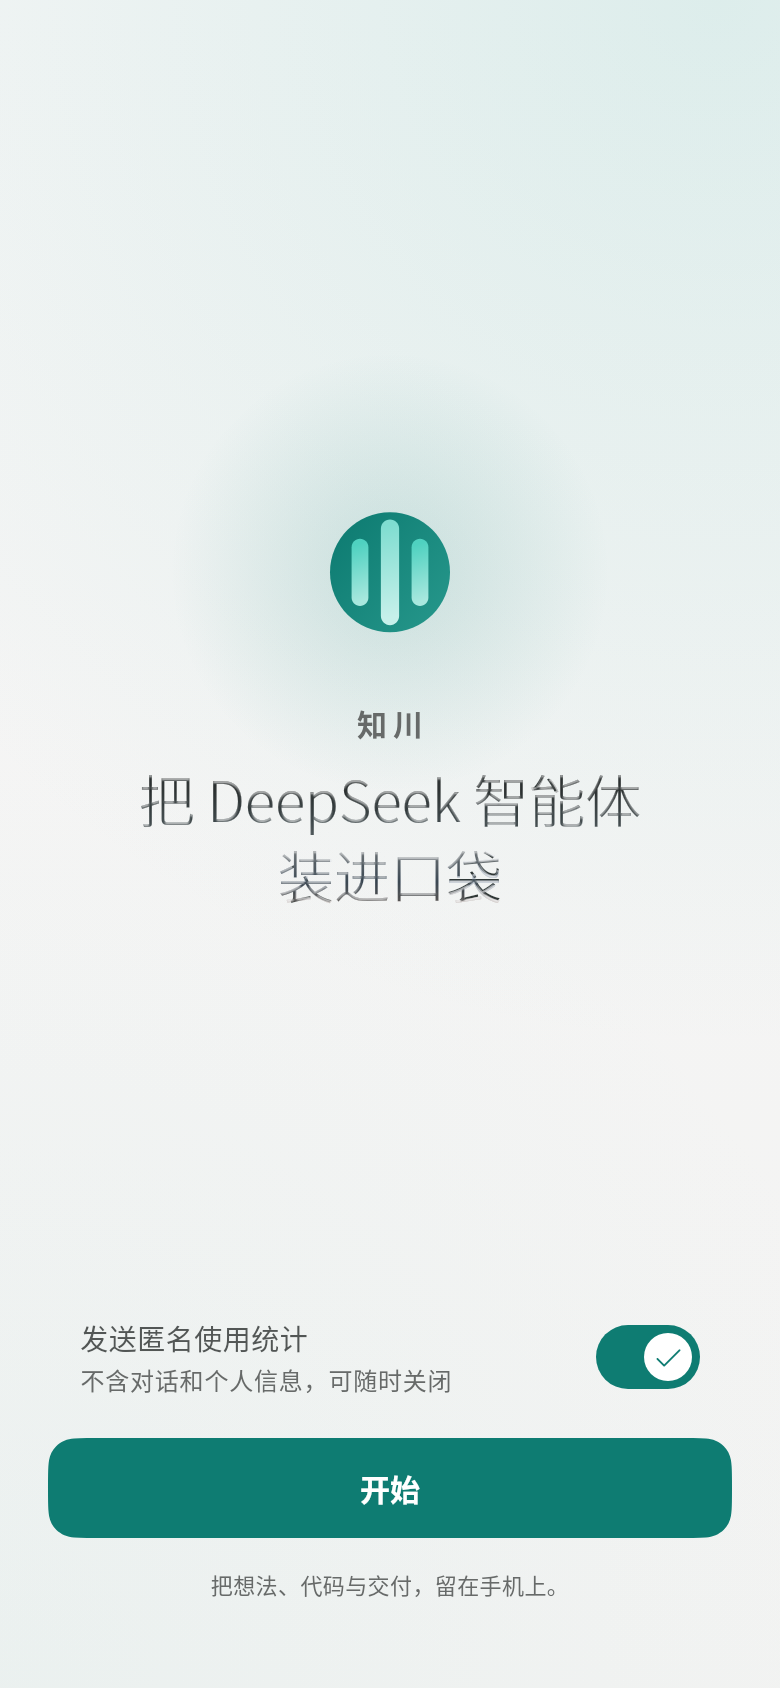 知川
把 DeepSeek 智能体
装进口袋
发送匿名使用统计
不含对话和个人信息，可随时关闭
开始
把想法、代码与交付，留在手机上。